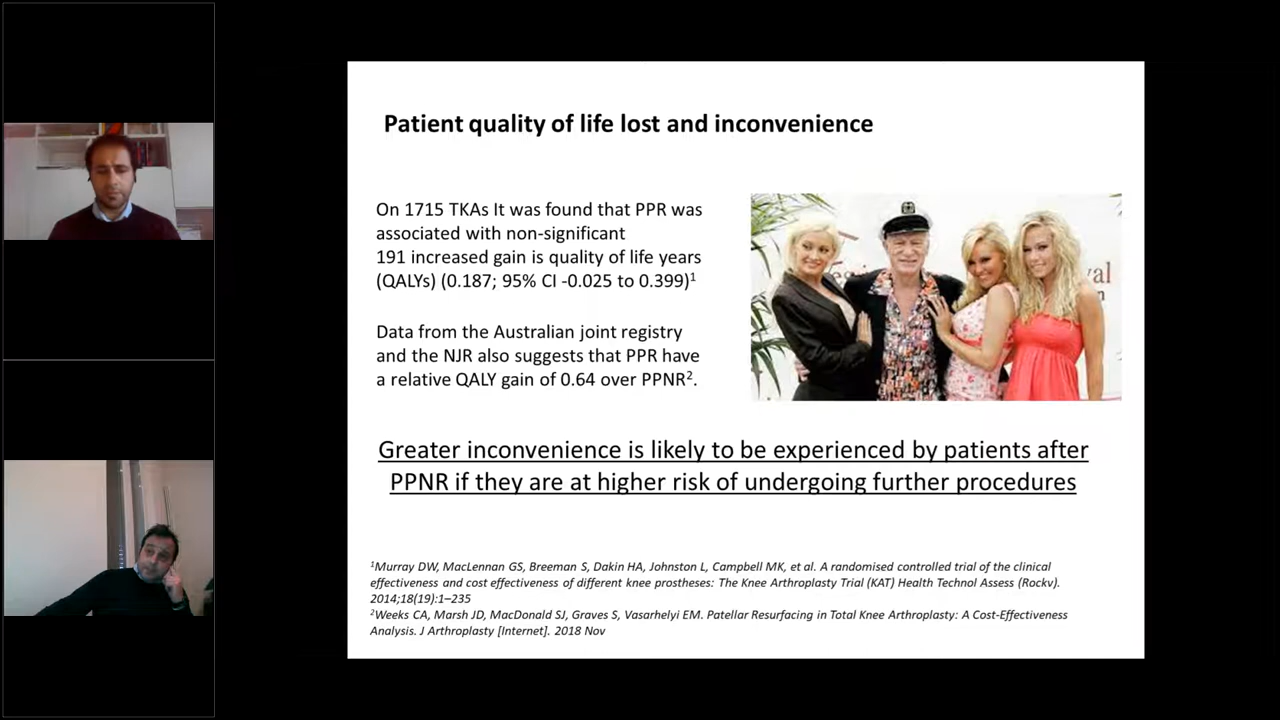 Patient quality of life lost and inconvenience
On 1715 TKAs It was found that PPR was
associated with non-significant
191 increased gain is quality of life years
(QALYs) (0.187; 95% CI -0.025 to 0.399)¹
Data from the Australian joint registry
and the NJR also suggests that PPR have
a relative QALY gain of 0.64 over PPNR².
Greater inconvenience is likely to be experienced by patients after
PPNR if they are at higher risk of undergoing further procedures
¹Murray DW, MacLennan GS, Breeman S, Dakin HA, Johnston L, Campbell MK, et al. A randomised controlled trial of the clinical
effectiveness and cost effectiveness of different knee prostheses: The Knee Arthroplasty Trial (KAT) Health Technol Assess (Rockv).
2014;18(19):1–235
²Weeks CA, Marsh JD, MacDonald SJ, Graves S, Vasarhelyi EM. Patellar Resurfacing in Total Knee Arthroplasty: A Cost-Effectiveness
Analysis. J Arthroplasty [Internet]. 2018 Nov